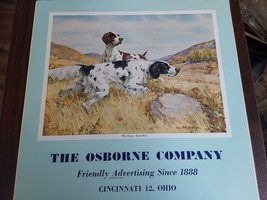 THE OSBORNE COMPANY
Friendly Advertising Since 1888
CINCINNATI 12, OHIO